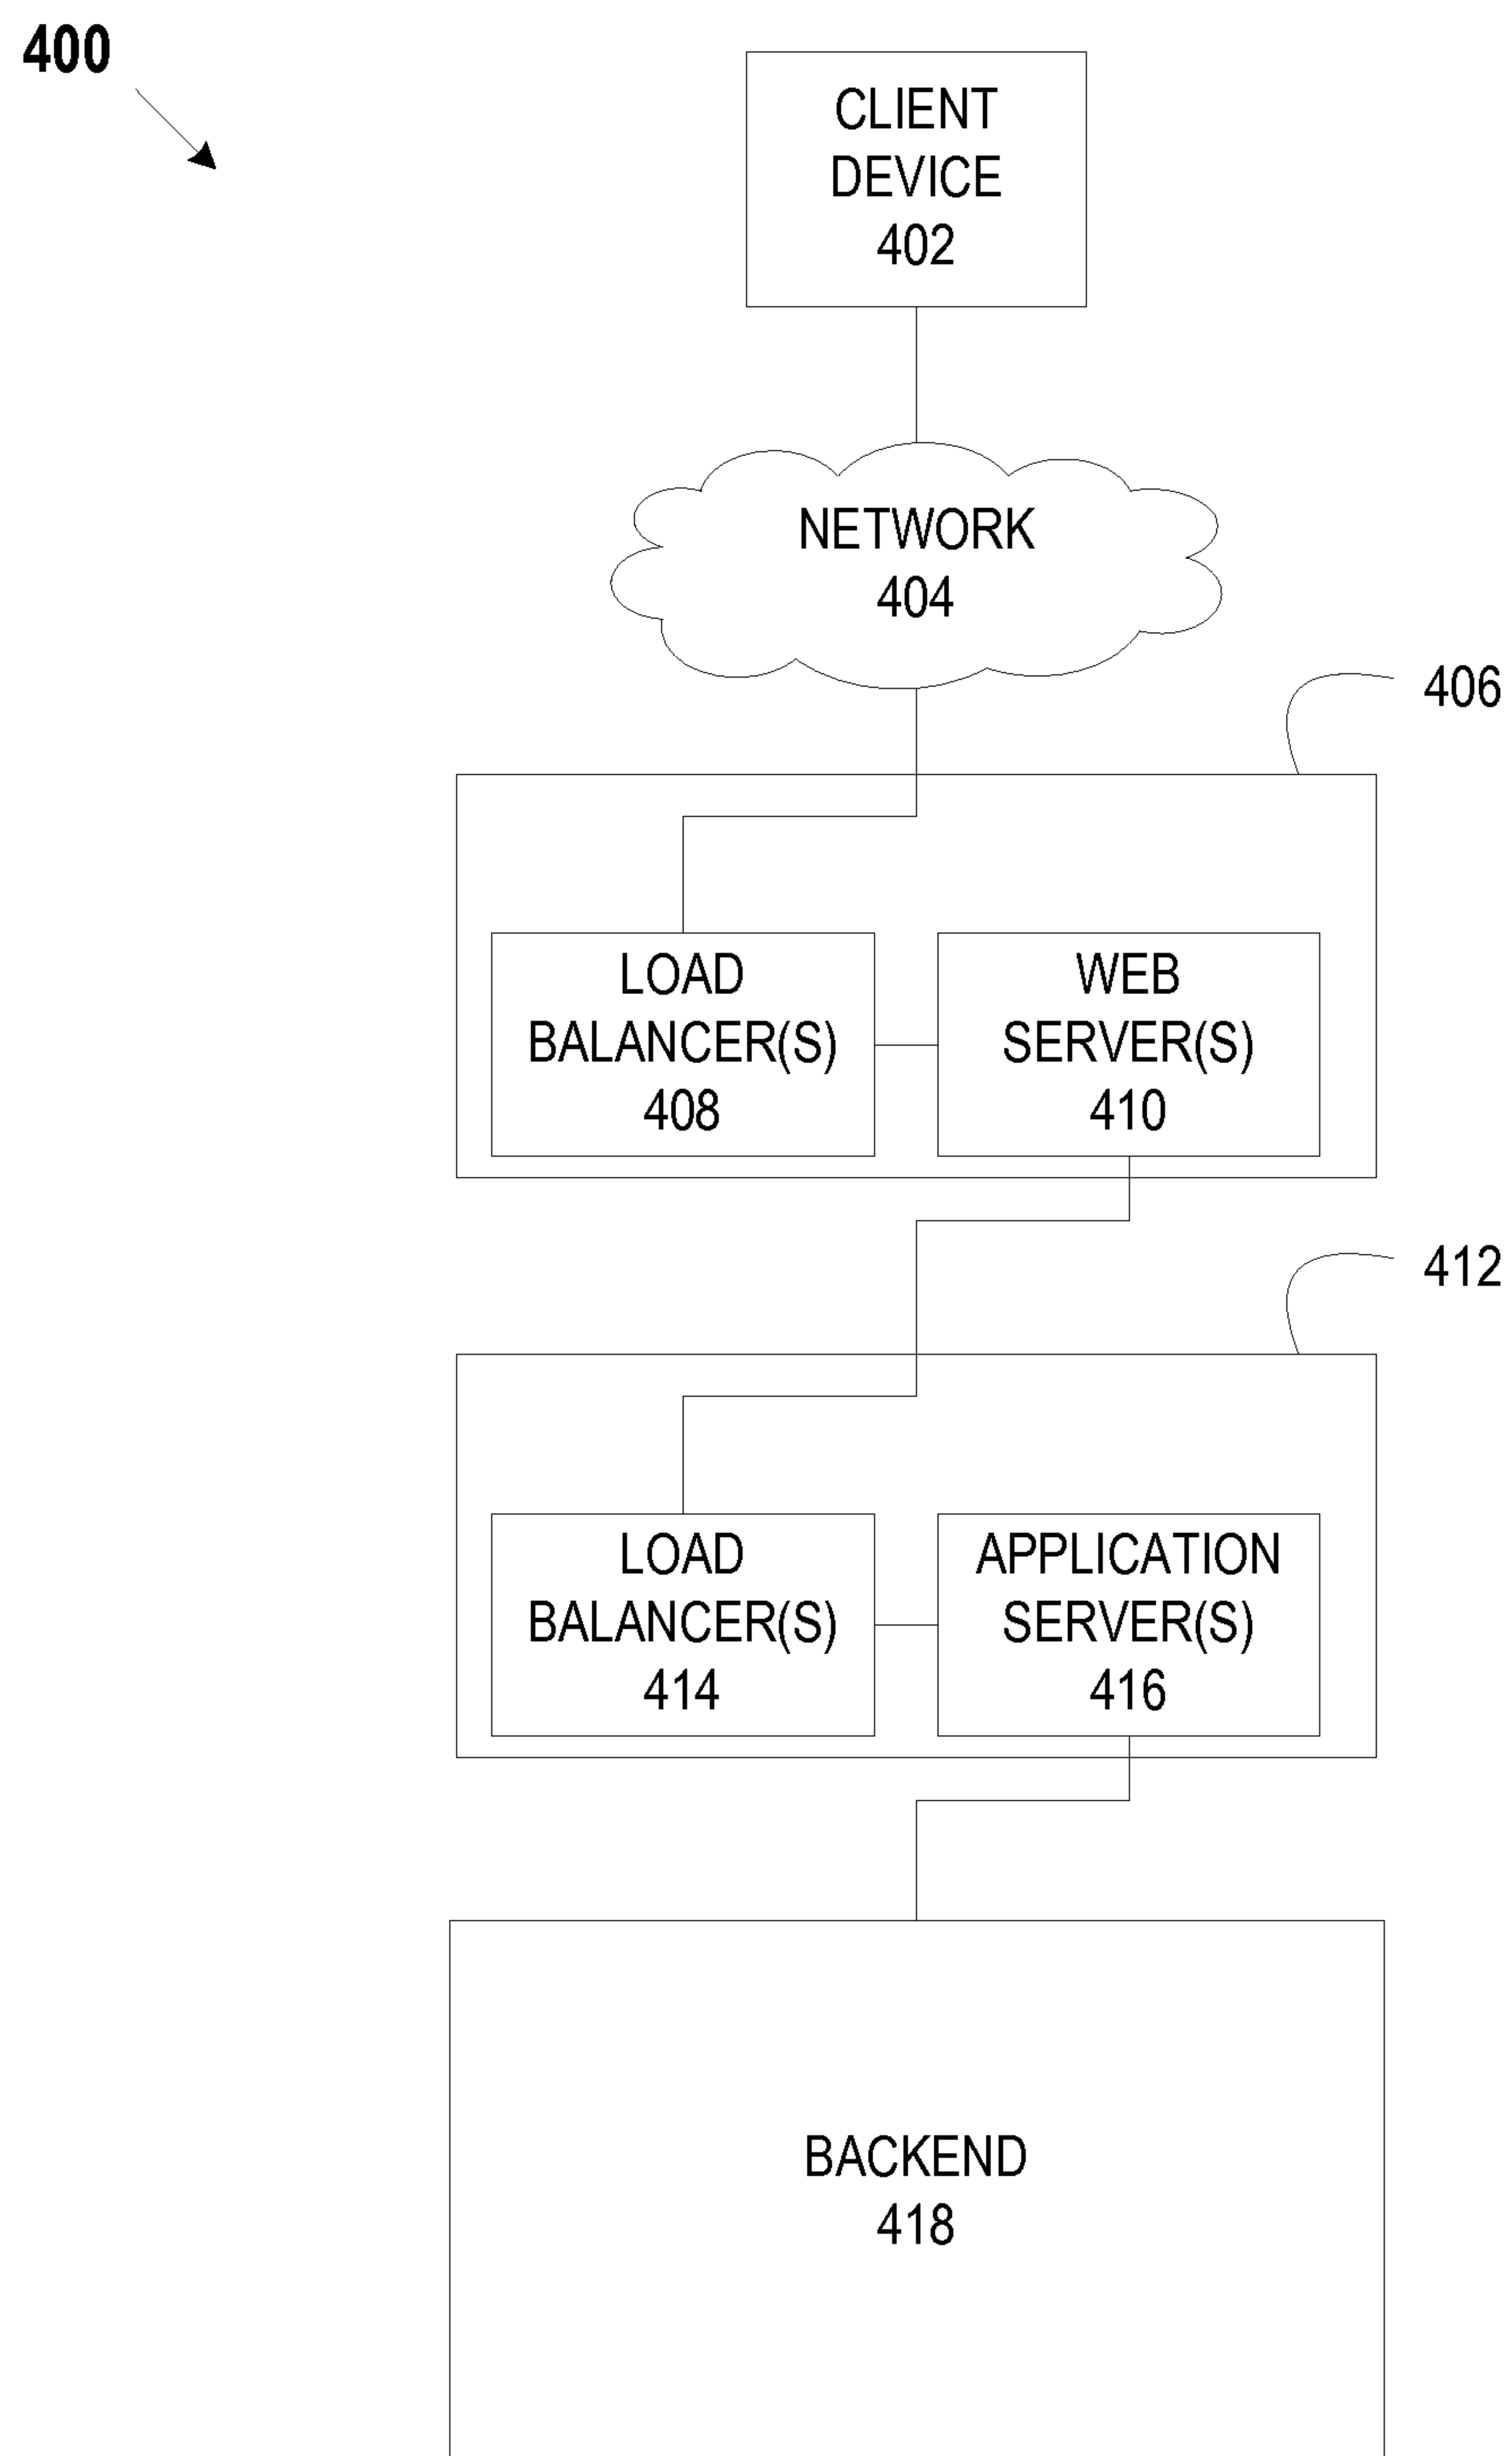 400
CLIENT
DEVICE
402
NETWORK
404
406
LOAD
BALANCER(S)
408
WEB
SERVER(S)
410
412
LOAD
BALANCER(S)
414
APPLICATION
SERVER(S)
416
BACKEND
418